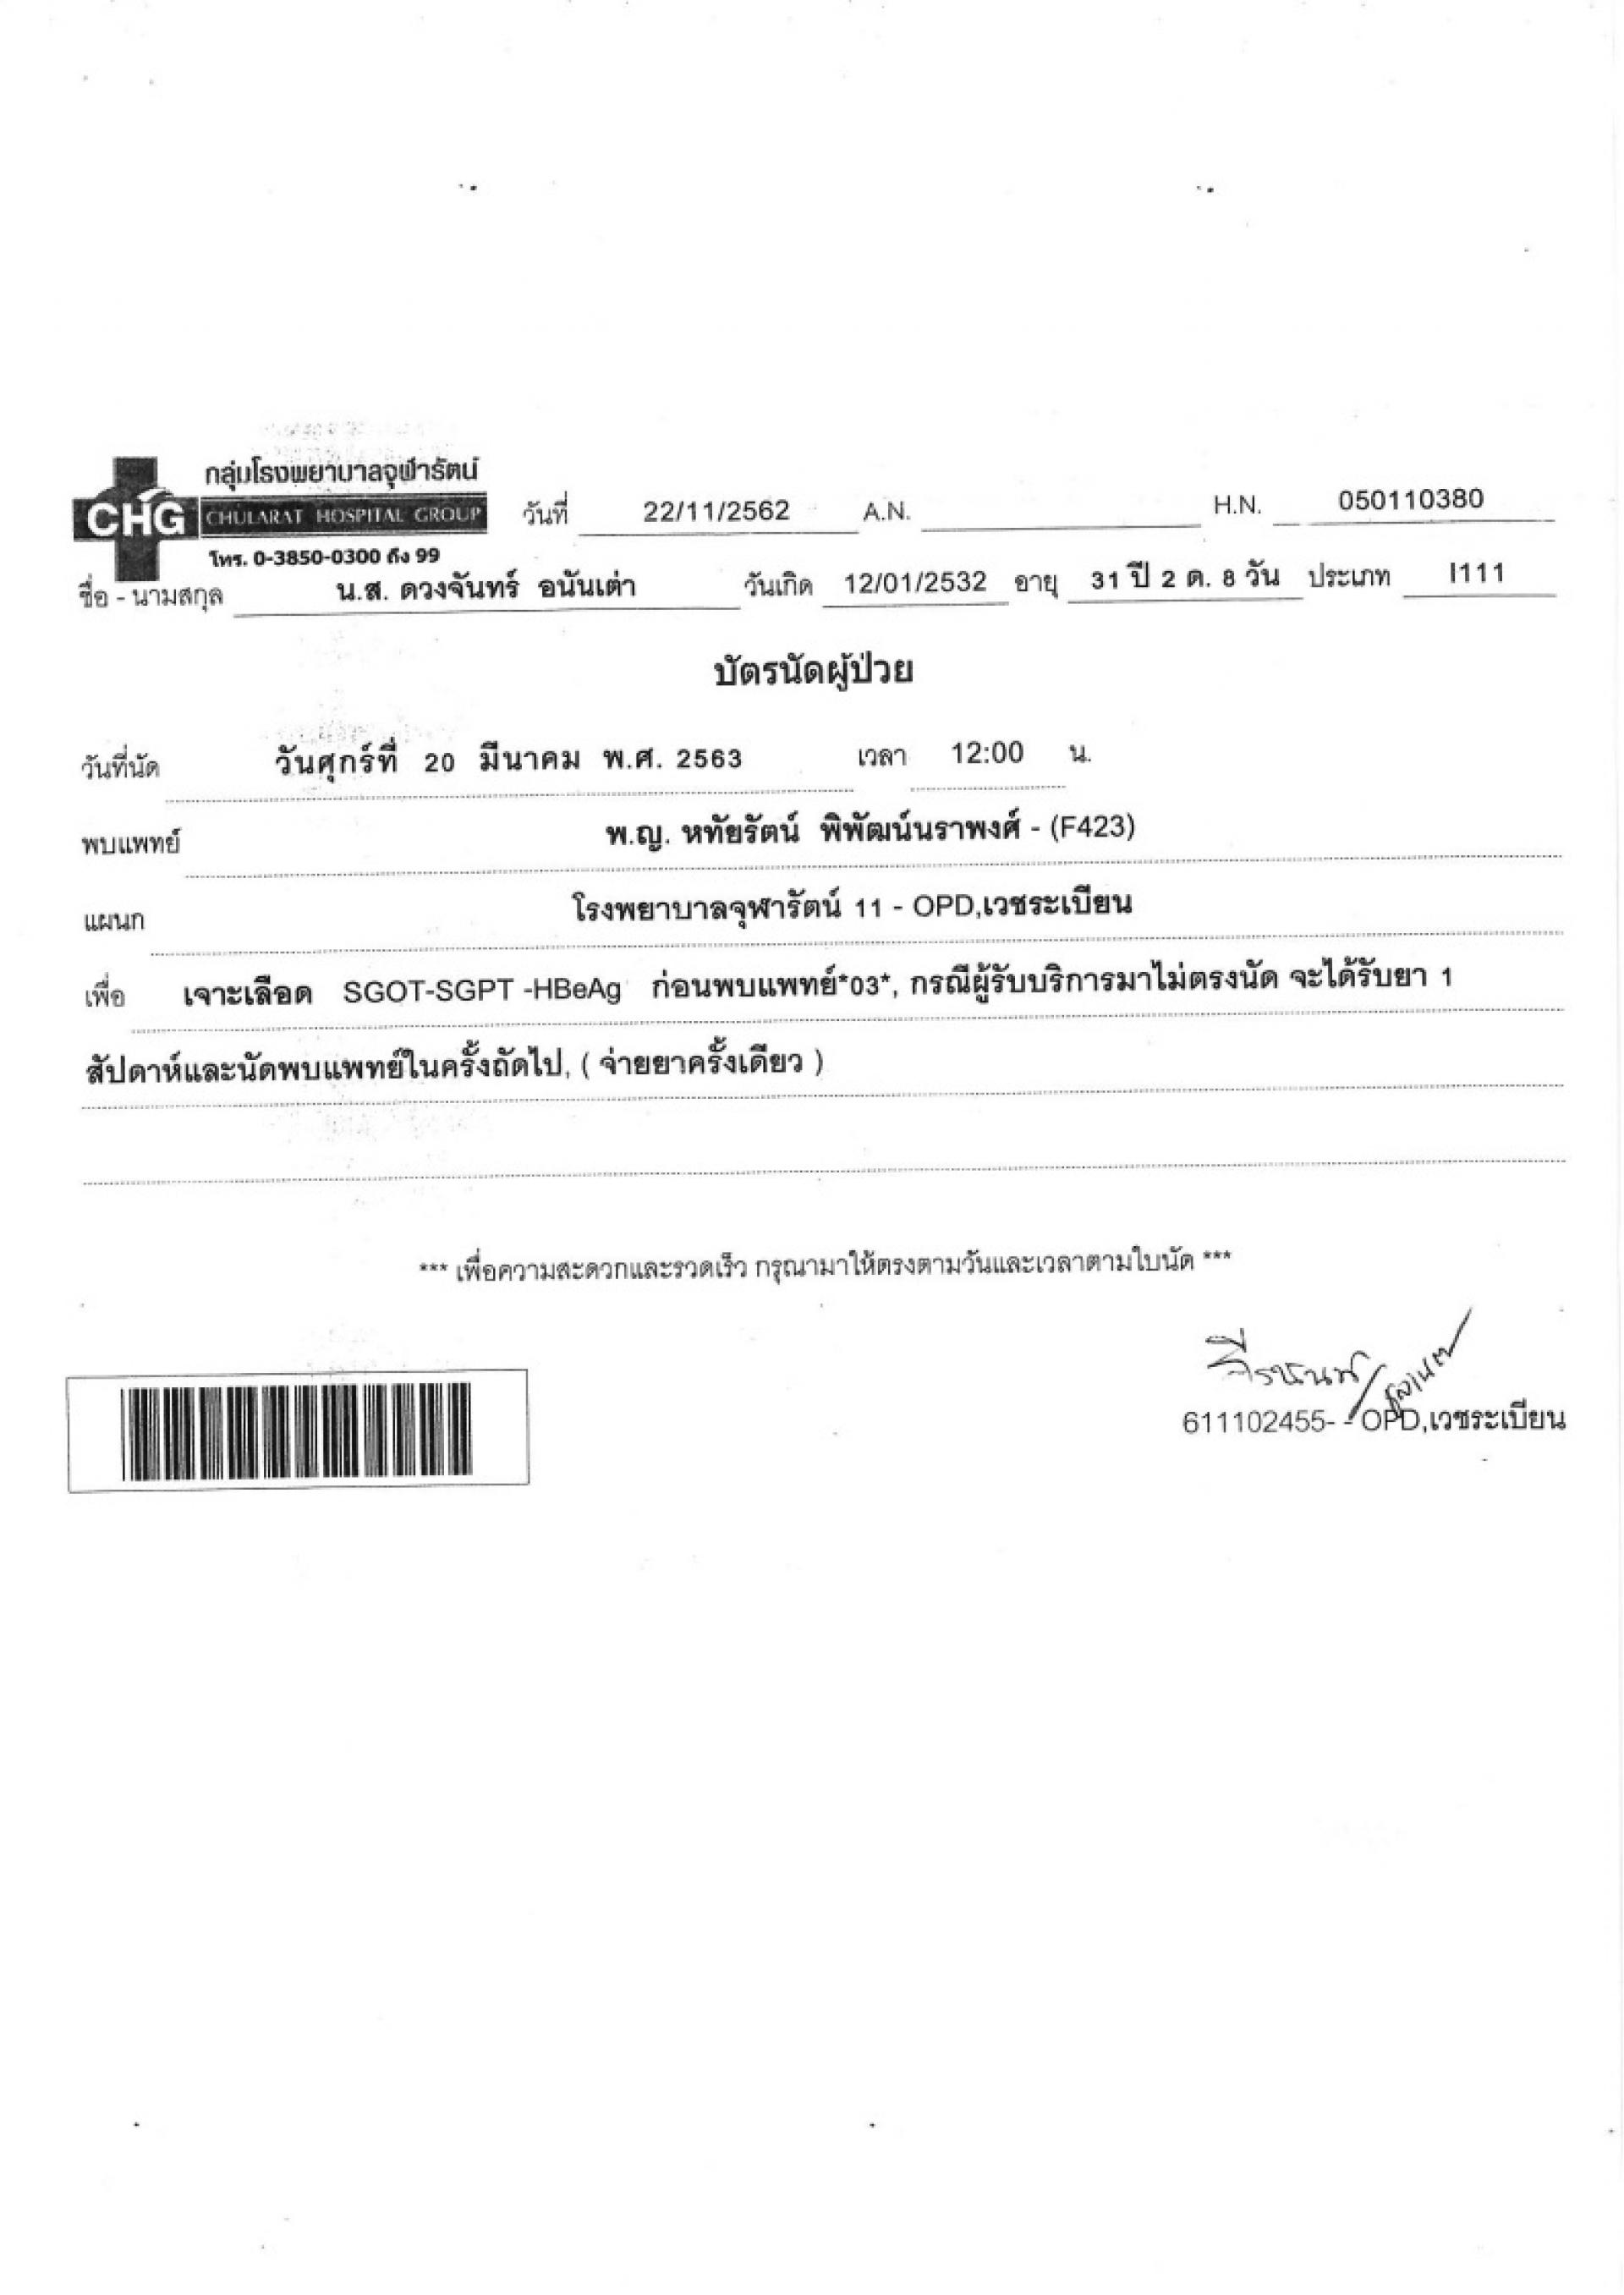 กลุ่มโรงพยาบาลจุฬารัตน์
CHG CHULARAT HOSPITAL GROUP วันที่ 22/11/2562 A.N. H.N. 050110380
โทร. 0-3850-0300 ถึง 99
ชื่อ - นามสกุล น.ส. ดวงจันทร์ อนันเต่า วันเกิด 12/01/2532 อายุ 31 ปี 2 ด. 8 วัน ประเภท I111
บัตรนัดผู้ป่วย
วันที่นัด วันศุกร์ที่ 20 มีนาคม พ.ศ. 2563 เวลา 12:00 น.
พบแพทย์ พ.ญ. หทัยรัตน์ พิพัฒน์นราพงศ์ - (F423)
แผนก โรงพยาบาลจุฬารัตน์ 11 - OPD,เวชระเบียน
เพื่อ เจาะเลือด SGOT-SGPT -HBeAg ก่อนพบแพทย์*03*, กรณีผู้รับบริการมาไม่ตรงนัด จะได้รับยา 1
สัปดาห์และนัดพบแพทย์ในครั้งถัดไป, ( จ่ายยาครั้งเดียว )
*** เพื่อความสะดวกและรวดเร็ว กรุณามาให้ตรงตามวันและเวลาตามใบนัด ***
611102455- - OPD,เวชระเบียน